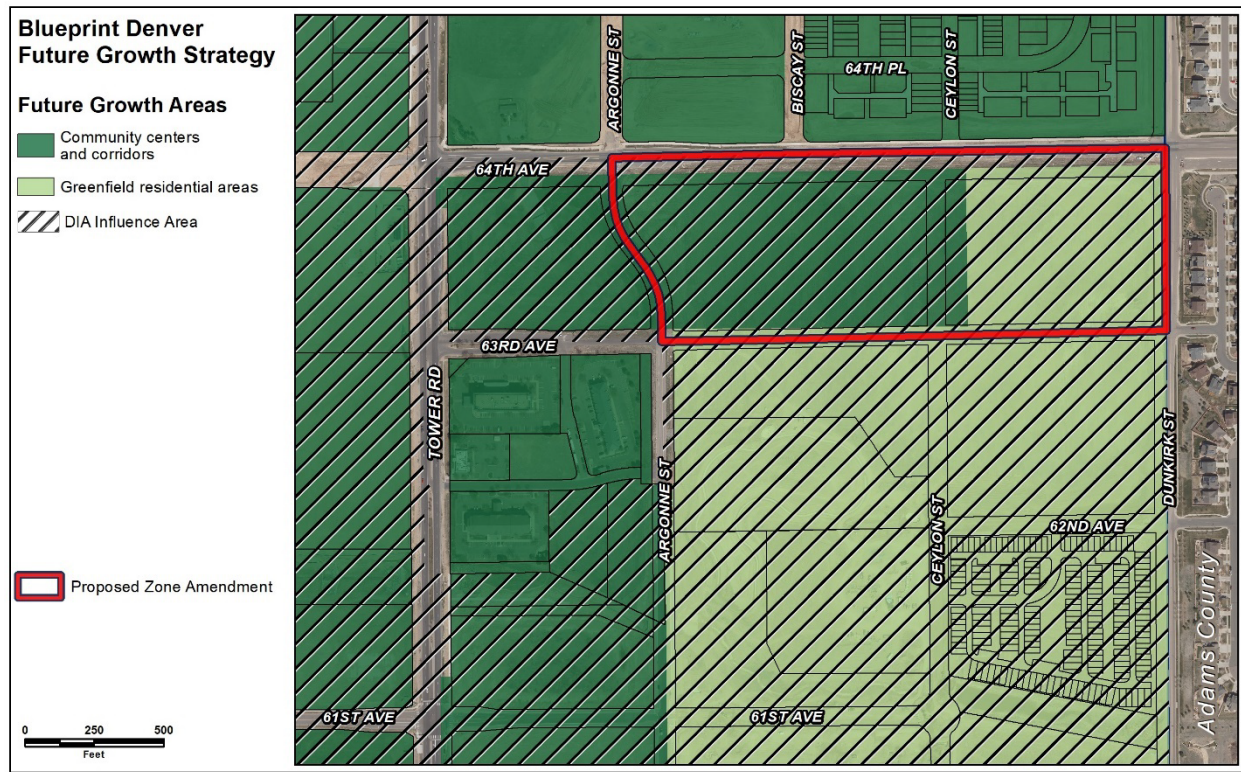 Blueprint Denver
Future Growth Strategy
Future Growth Areas
Community centers
and corridors
Greenfield residential areas
DIA Influence Area
Proposed Zone Amendment
0 250 500
Feet
ARGONNE ST
BISCAY ST
CEYLON ST
64TH PL
64TH AVE
63RD AVE
TOWER RD
ARGONNE ST
CEYLON ST
DUNKIRK ST
62ND AVE
61ST AVE
61ST AVE
Adams County